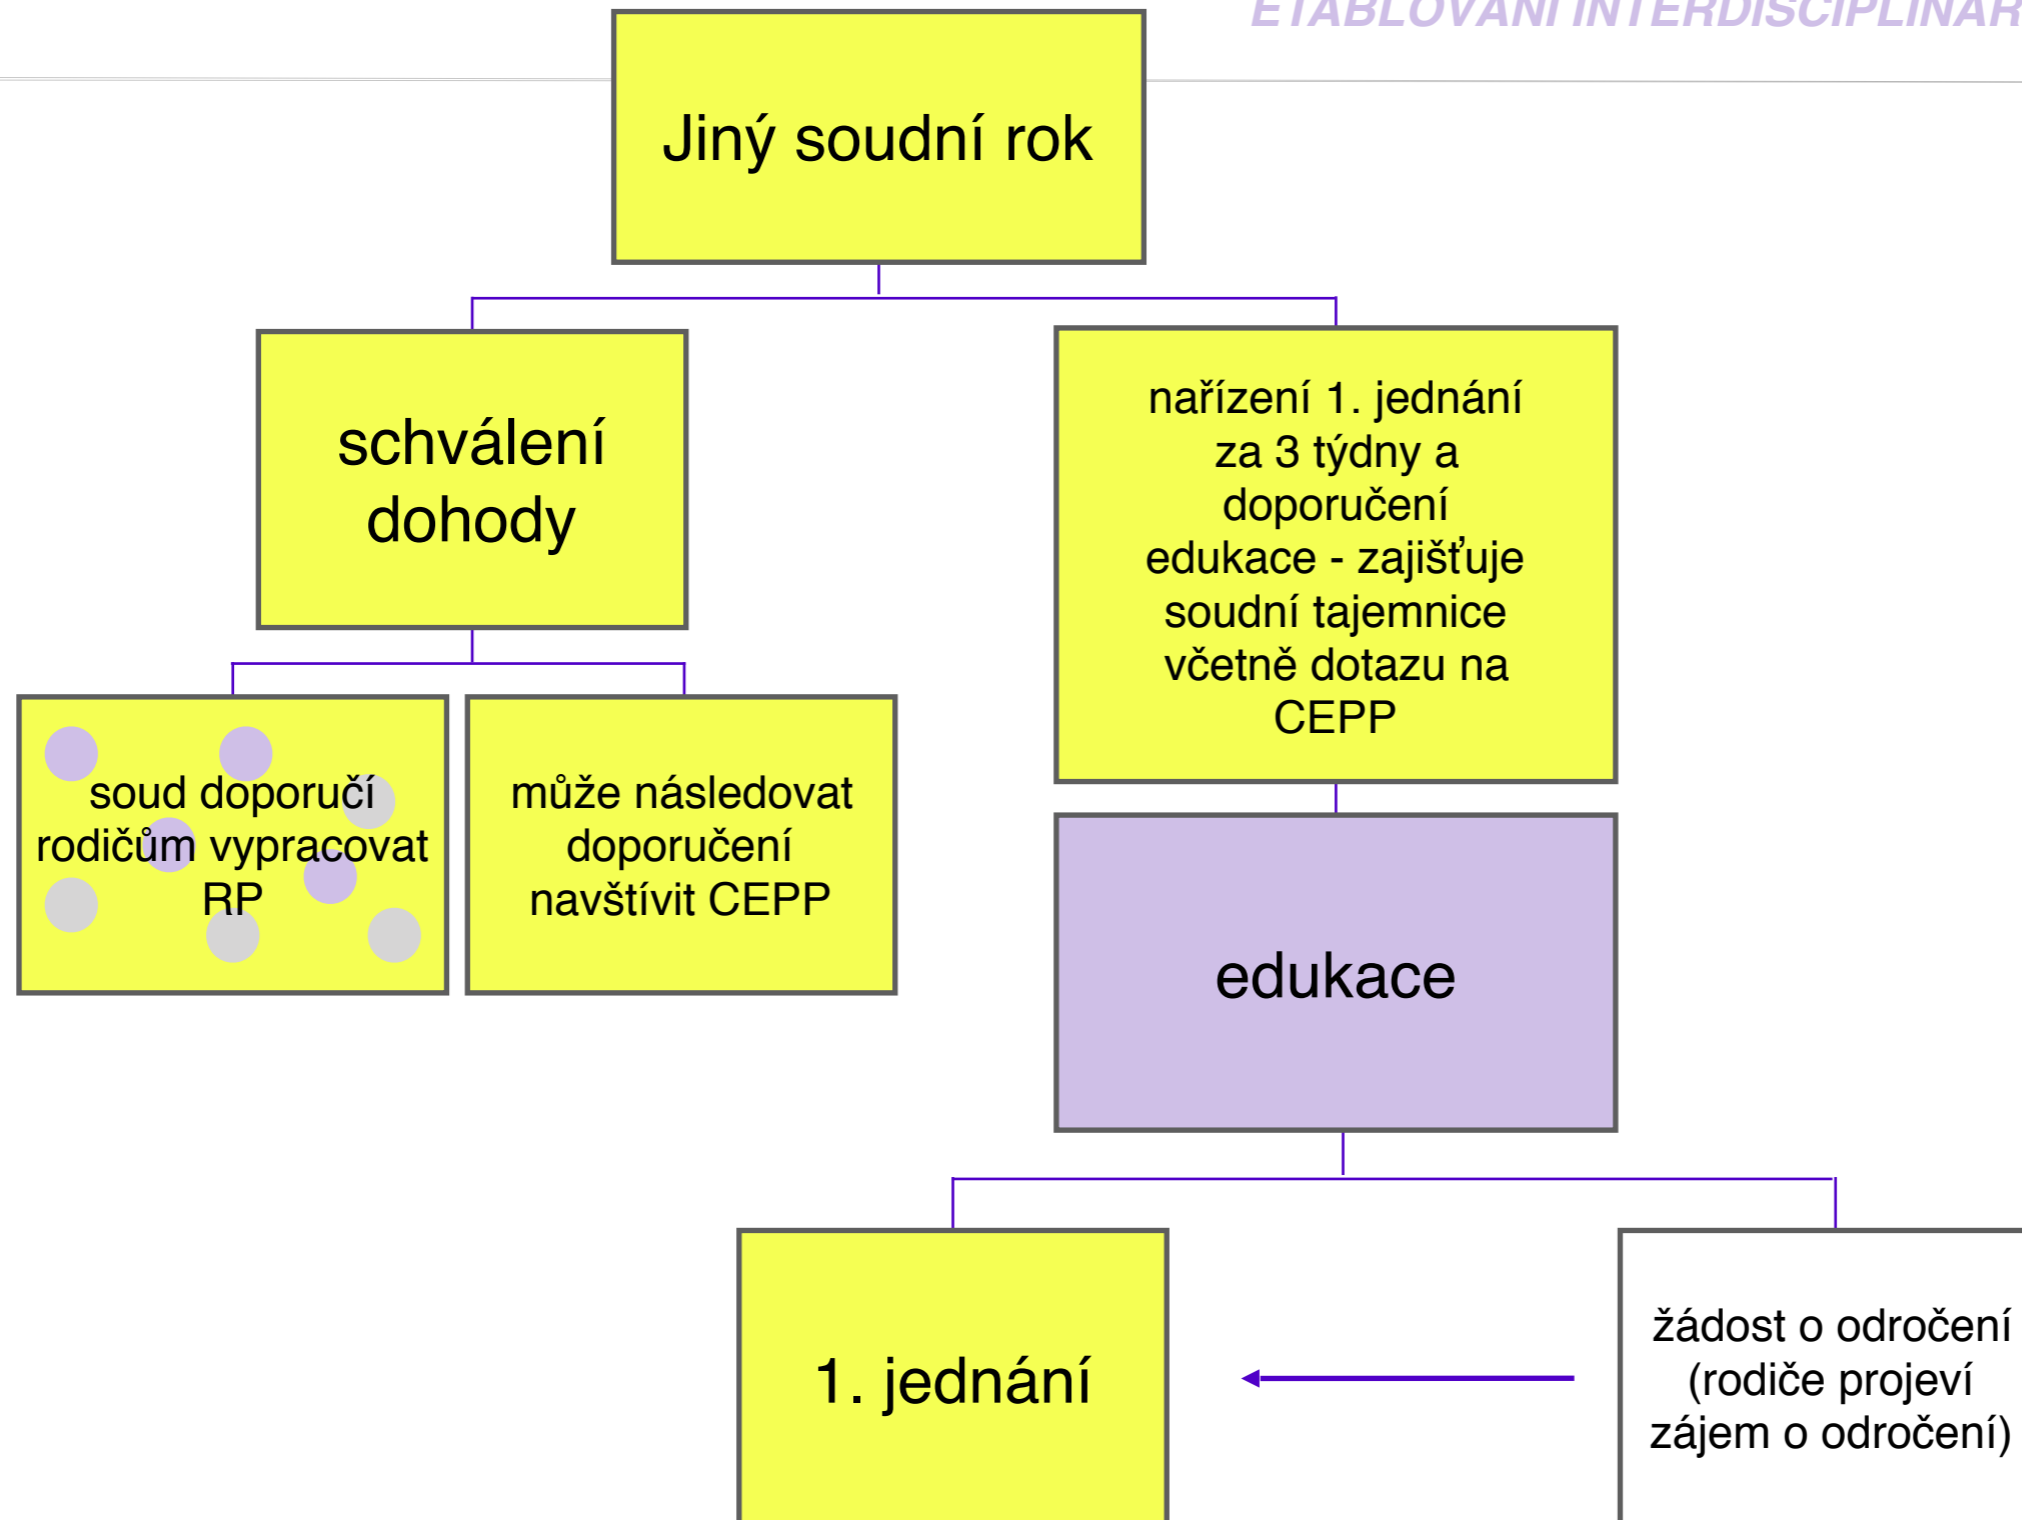 ETABLOVÁNÍ INTERDISCIPLINÁR
Jiný soudní rok
schválení
dohody
nařízení 1. jednání
za 3 týdny a
doporučení
edukace - zajišťuje
soudní tajemnice
včetně dotazu na
CEPP
soud doporučí
rodičům vypracovat
RP
může následovat
doporučení
navštívit CEPP
edukace
1. jednání
žádost o odročení
(rodiče projeví
zájem o odročení)